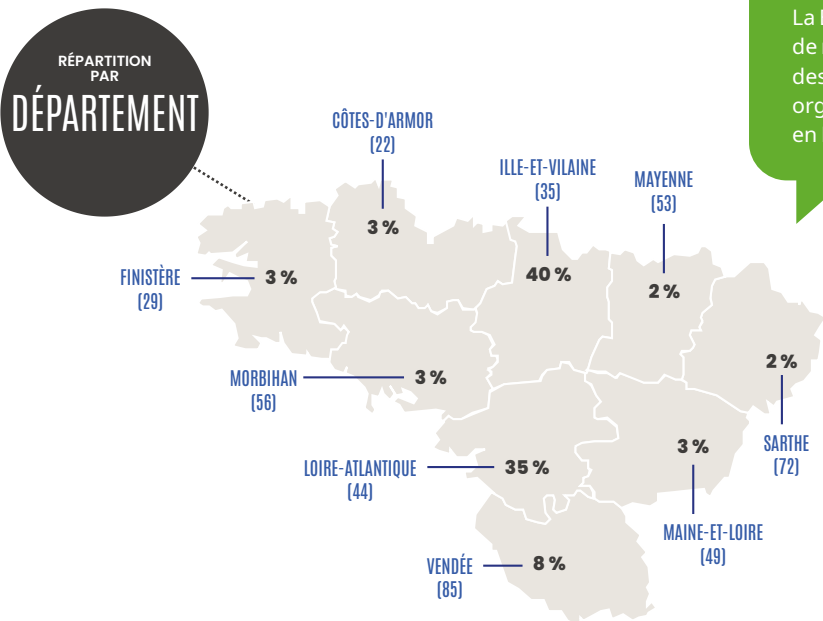 RÉPARTITION
PAR
DÉPARTEMENT
CÔTES-D'ARMOR
(22)
3 %
ILLE-ET-VILAINE
(35)
40 %
MAYENNE
(53)
2 %
FINISTÈRE
(29)
3 %
MORBIHAN
(56)
3 %
2 %
SARTHE
(72)
LOIRE-ATLANTIQUE
(44)
35 %
3 %
MAINE-ET-LOIRE
(49)
VENDÉE
(85)
8 %
La
de
des
org
en